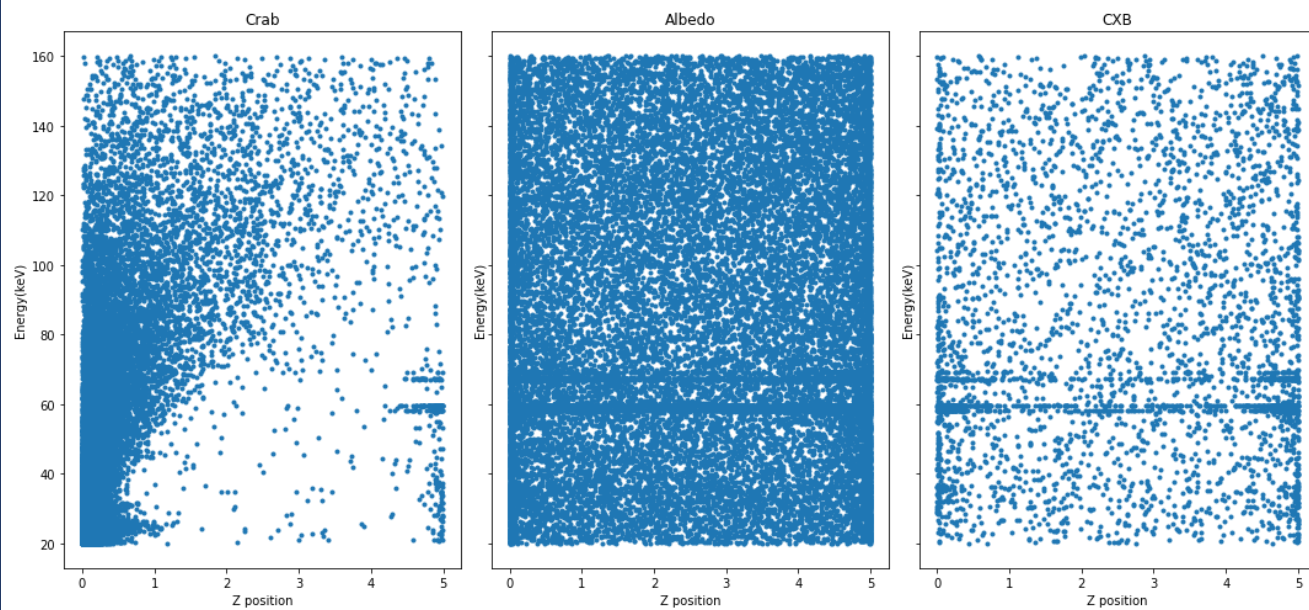 Crab
Albedo
CXB
160
140
120
100
80
60
40
20
Energy(keV)
Energy(keV)
Energy(keV)
0 1 2 3 4 5
0 1 2 3 4 5
0 1 2 3 4 5
Z position
Z position
Z position